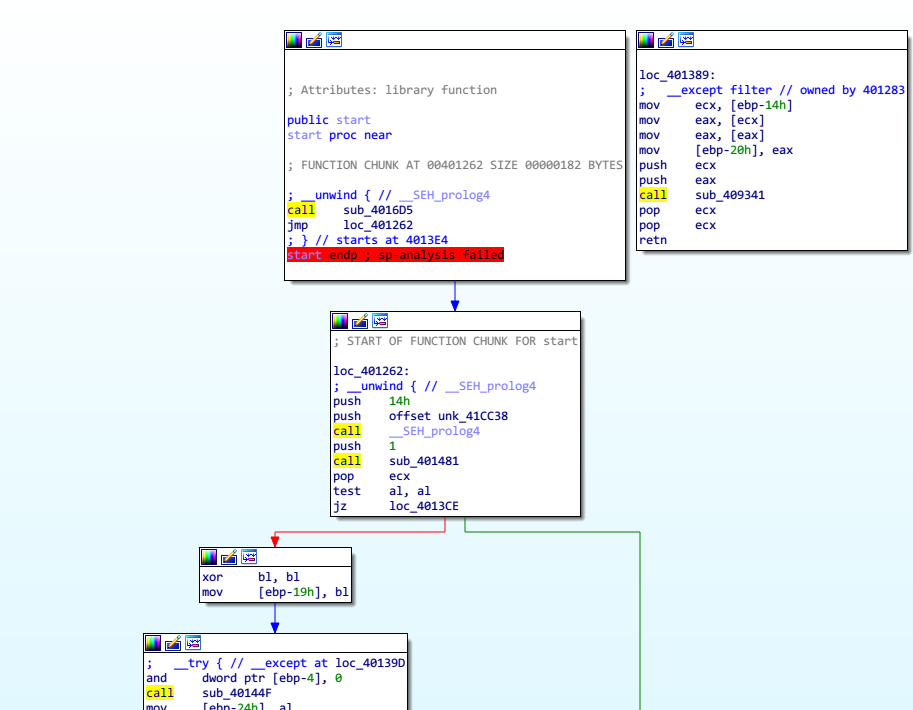 ; Attributes: library function
public start
start proc near
; FUNCTION CHUNK AT 00401262 SIZE 00000182 BYTES
; __unwind { // __SEH_prolog4
call sub_4016D5
jmp loc_401262
; } // starts at 4013E4
start endp ; sp-analysis failed
loc_401389:
; __except filter // owned by 401283
mov ecx, [ebp-14h]
mov eax, [ecx]
mov eax, [eax]
mov [ebp-20h], eax
push ecx
push eax
call sub_409341
pop ecx
pop ecx
retn
; START OF FUNCTION CHUNK FOR start
loc_401262:
; __unwind { // __SEH_prolog4
push 14h
push offset unk_41CC38
call __SEH_prolog4
push 1
call sub_401481
pop ecx
test al, al
jz loc_4013CE
xor bl, bl
mov [ebp-19h], bl
; __try { // __except at loc_40139D
and dword ptr [ebp-4], 0
call sub_40144F
mov [ebp-24h], al